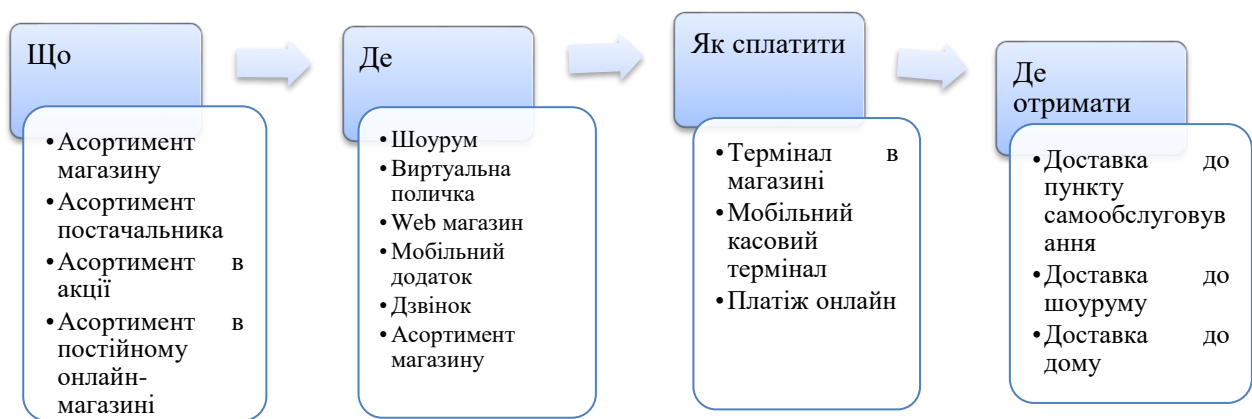 Що
• Асортимент
магазину
• Асортимент
постачальника
• Асортимент в
акції
• Асортимент в
постійному
онлайн-
магазині
Де
• Шоурум
• Виртуальна
поличка
• Web магазин
• Мобільний
додаток
• Дзвінок
• Асортимент
магазину
Як сплатити
• Термінал в
магазині
• Мобільний
касовий
термінал
• Платіж онлайн
Де
отримати
• Доставка до
пункту
самообслуговув
ання
• Доставка до
шоуруму
• Доставка до
дому